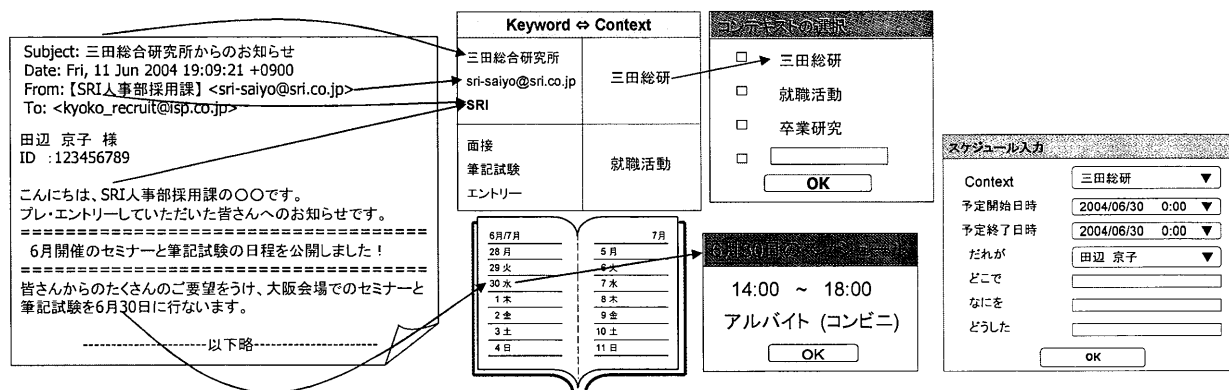 Subject: 三田総合研究所からのお知らせ
Date: Fri, 11 Jun 2004 19:09:21 +0900
From: 【SRI人事部採用課】 <sri-saiyo@sri.co.jp>
To: <kyoko_recruit@isp.co.jp>
田辺 京子 様
ID :123456789
こんにちは、SRI人事部採用課の〇〇です。
プレ・エントリーしていただいた皆さんへのお知らせです。
6月開催のセミナーと筆記試験の日程を公開しました!
皆さんからのたくさんのご要望をうけ、大阪会場でのセミナーと
筆記試験を6月30日に行ないます。
以下略
Keyword ⇔ Context
三田総合研究所
sri-saiyo@sri.co.jp
SRI
三田総研
面接
筆記試験
エントリー
就職活動
コンテキストの選択
三田総研
就職活動
卒業研究
OK
6月/7月
28 月
29 火
30 水
1 木
2 金
3 土
4 日
7月
5 月
6 火
7 水
8 木
9 金
10 土
11 日
6月30日のスケジュール
14:00 ~ 18:00
アルバイト (コンビニ)
OK
スケジュール入力
Context 三田総研 ▼
予定開始日時 2004/06/30 0:00 ▼
予定終了日時 2004/06/30 0:00 ▼
だれが 田辺 京子 ▼
どこで
なにを
どうした
OK